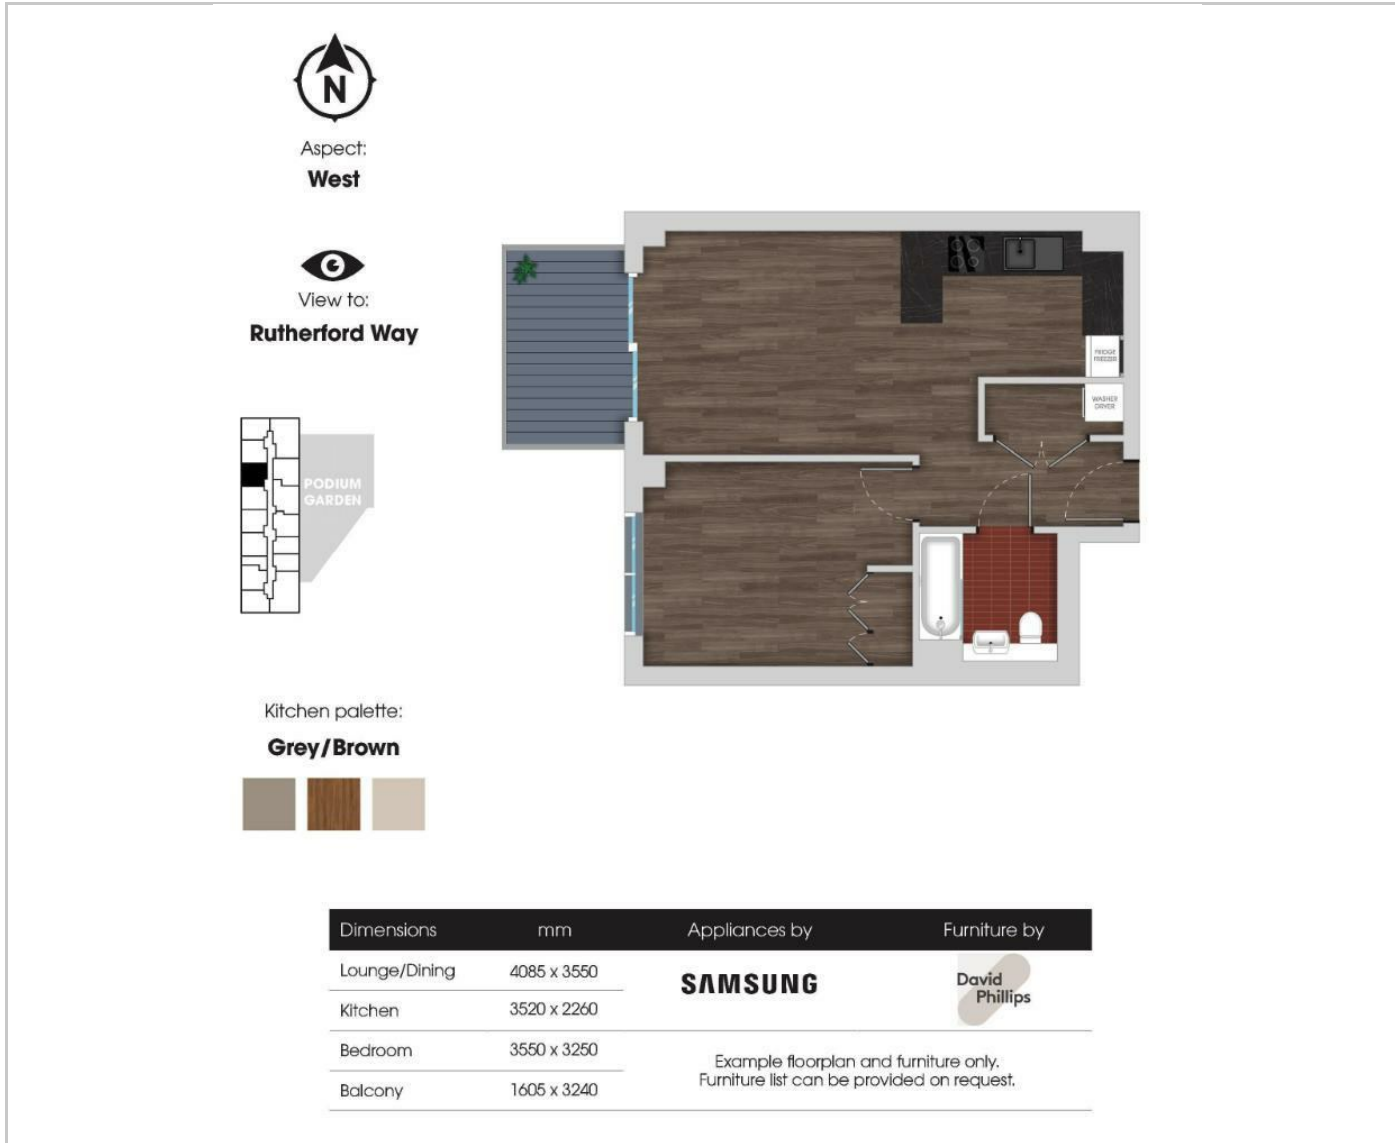 N
Aspect:
West
View to:
Rutherford Way
PODIUM
GARDEN
FRIDGE
FREEZER
WASHER
DRYER
Kitchen palette:
Grey/Brown
Dimensions mm Appliances by Furniture by
Lounge/Dining 4085 x 3550
SAMSUNG
David
Phillips
Kitchen 3520 x 2260
Bedroom 3550 x 3250
Example floorplan and furniture only.
Furniture list can be provided on request.
Balcony 1605 x 3240